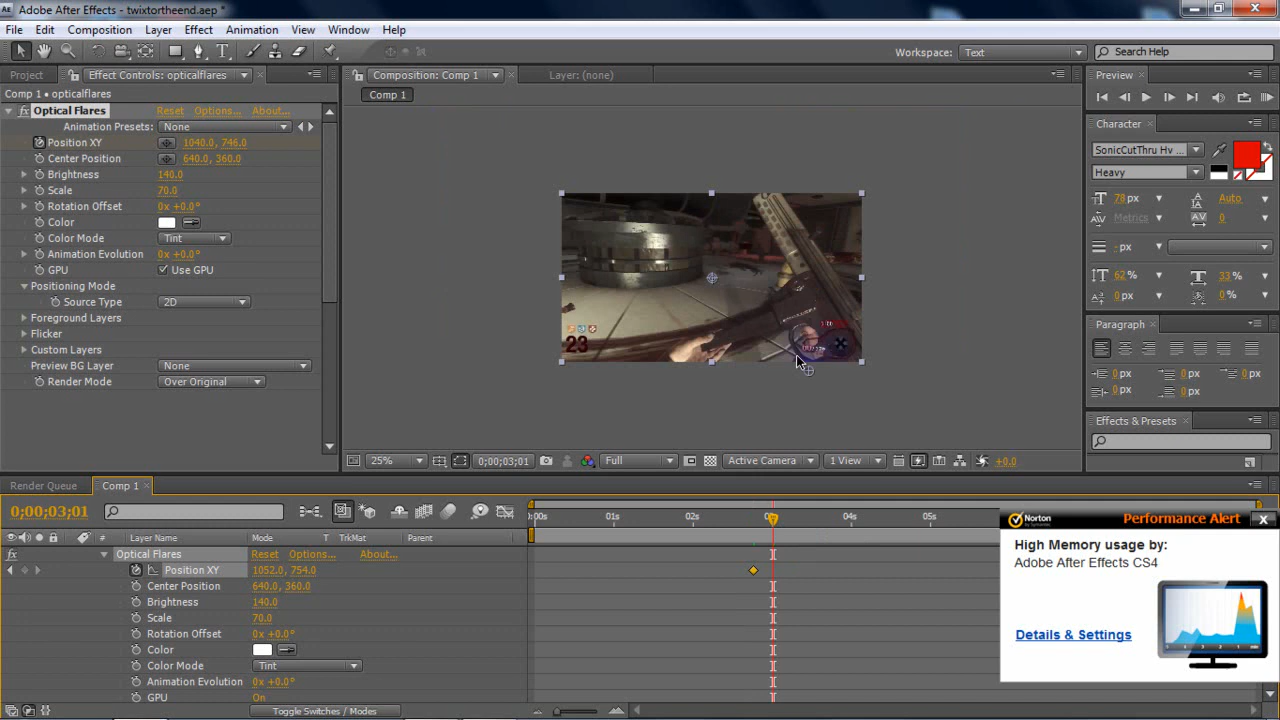 Adobe After Effects - twixtortheend.aep *
File Edit Composition Layer Effect Animation View Window Help
Workspace: Text Search Help
Project Effect Controls: opticalflares Composition: Comp 1 Layer: (none) Preview
Comp 1 • opticalflares
Comp 1
Optical Flares Reset Options... About...
Animation Presets: None
Position XY 1040.0, 746.0
Center Position 640.0, 360.0
Brightness 140.0
Scale 70.0
Rotation Offset 0x +0.0°
Color
Color Mode Tint
Animation Evolution 0x +0.0°
GPU Use GPU
Positioning Mode
Source Type 2D
Foreground Layers
Flicker
Custom Layers
Preview BG Layer None
Render Mode Over Original
23
25% 0;00;03;01 Full Active Camera 1 View +0.0
Character
SonicCutThru Hv ...
Heavy
78 px Auto
Metrics 0
- px
62 % 33 %
0 px 0 %
Paragraph
0 px 0 px 0 px
0 px 0 px
Effects & Presets
Render Queue Comp 1
0;00;03;01
# Layer Name Mode T TrkMat Parent
0:00s 01s 02s 04s 05s
Optical Flares Reset Options... About...
Position XY 1052.0, 754.0
Center Position 640.0, 360.0
Brightness 140.0
Scale 70.0
Rotation Offset 0x +0.0°
Color
Color Mode Tint
Animation Evolution 0x +0.0°
GPU On
Toggle Switches / Modes
Norton Performance Alert
by Symantec
High Memory usage by:
Adobe After Effects CS4
Details & Settings